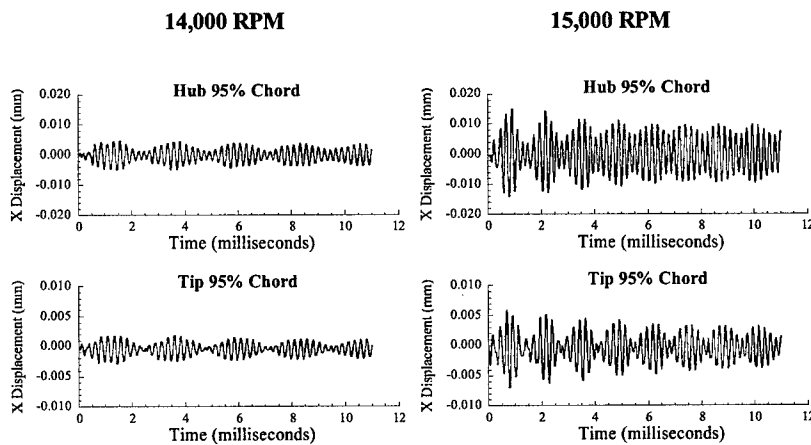 14,000 RPM
15,000 RPM
Hub 95% Chord
X Displacement (mm)
0.020
0.010
0.000
-0.010
-0.020
0 2 4 6 8 10 12
Time (milliseconds)
Hub 95% Chord
X Displacement (mm)
0.020
0.010
0.000
-0.010
-0.020
0 2 4 6 8 10 12
Time (milliseconds)
Tip 95% Chord
X Displacement (mm)
0.010
0.005
0.000
-0.005
-0.010
0 2 4 6 8 10 12
Time (milliseconds)
Tip 95% Chord
X Displacement (mm)
0.010
0.005
0.000
-0.005
-0.010
0 2 4 6 8 10 12
Time (milliseconds)